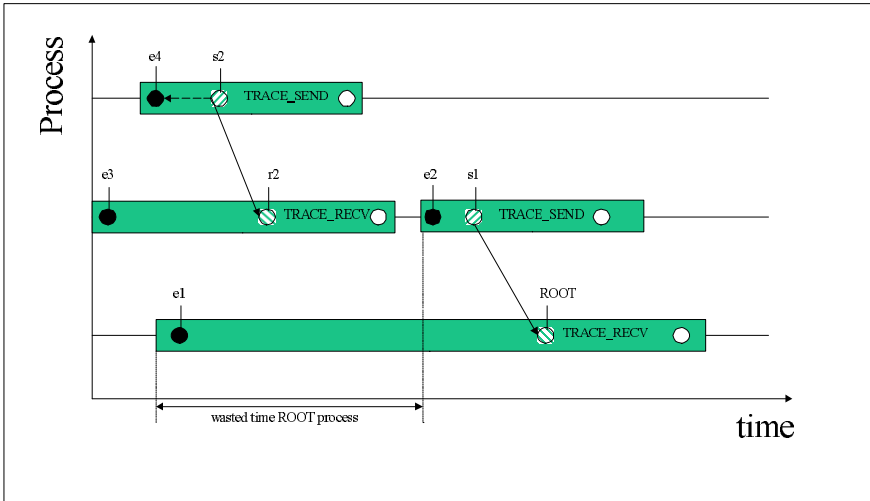 Process
e4
s2
TRACE_SEND
e3
r2
e2
s1
TRACE_RECV
TRACE_SEND
e1
ROOT
TRACE_RECV
wasted time ROOT process
time